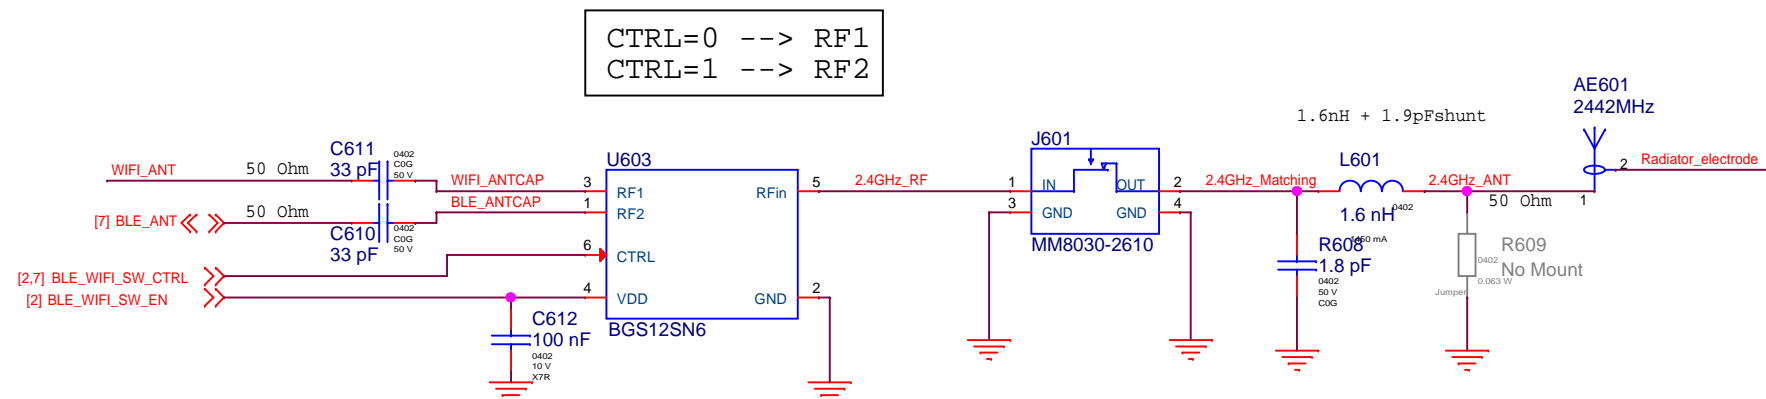 CTRL=0 --> RF1
CTRL=1 --> RF2
AE601
2442MHz
1.6nH + 1.9pFshunt
J601
C611
33 pF
0402
C0G
50 V
WIFI_ANT
50 Ohm
WIFI_ANTCAP
U603
3
RF1
RFin
5
2.4GHz_RF
1
IN
OUT
2
2.4GHz_Matching
L601
1.6 nH
0402
2.4GHz_ANT
50 Ohm
1
2
Radiator_electrode
[7] BLE_ANT
50 Ohm
BLE_ANTCAP
1
RF2
3
GND
GND
4
MM8030-2610
C610
33 pF
0402
C0G
50 V
6
CTRL
[2,7] BLE_WIFI_SW_CTRL
[2] BLE_WIFI_SW_EN
4
VDD
GND
2
BGS12SN6
C612
100 nF
0402
10 V
X7R
R608
1.8 pF
0402
50 V
C0G
R609
No Mount
0402
0.063 W
Jumper